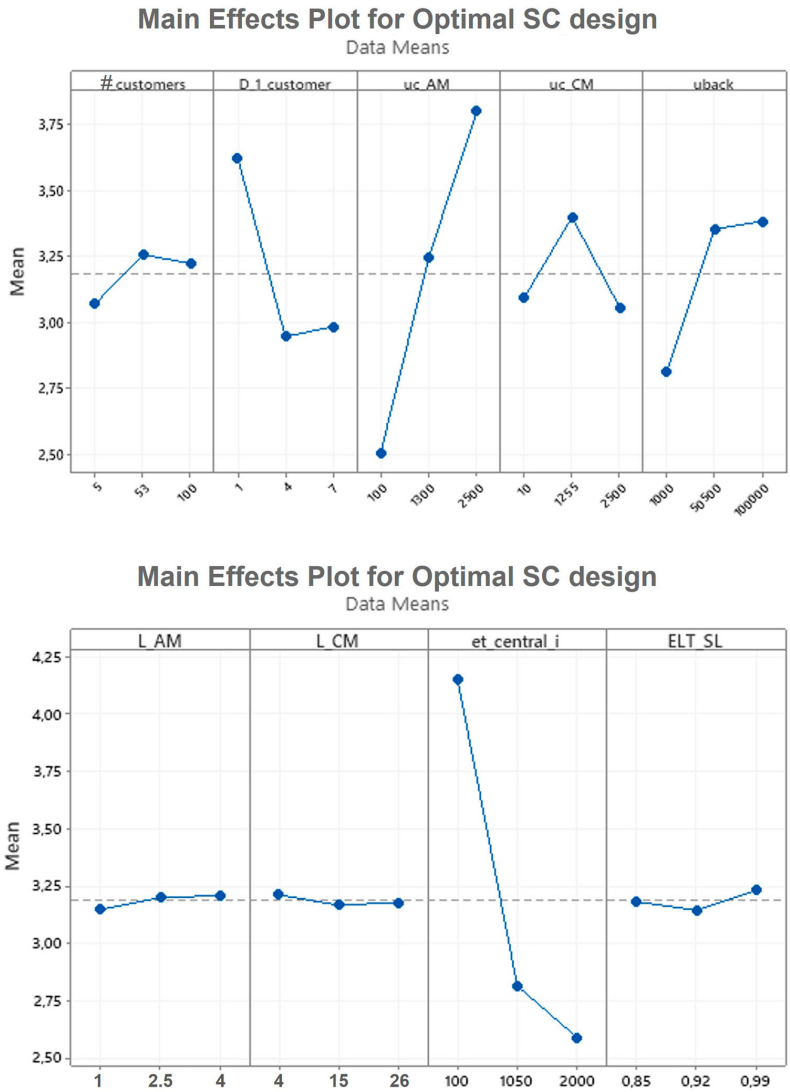 Main Effects Plot for Optimal SC design
Data Means
# customers D_1_customer uc_AM uc_CM uback
3,75
3,50
3,25
3,00
2,75
2,50
Mean
5 53 100 1 4 7 100 1300 2500 10 1255 2500 1000 50500 100000
Main Effects Plot for Optimal SC design
Data Means
L_AM L_CM et_central_i ELT_SL
4,25
4,00
3,75
3,50
3,25
3,00
2,75
2,50
Mean
1 2.5 4 4 15 26 100 1050 2000 0,85 0,92 0,99